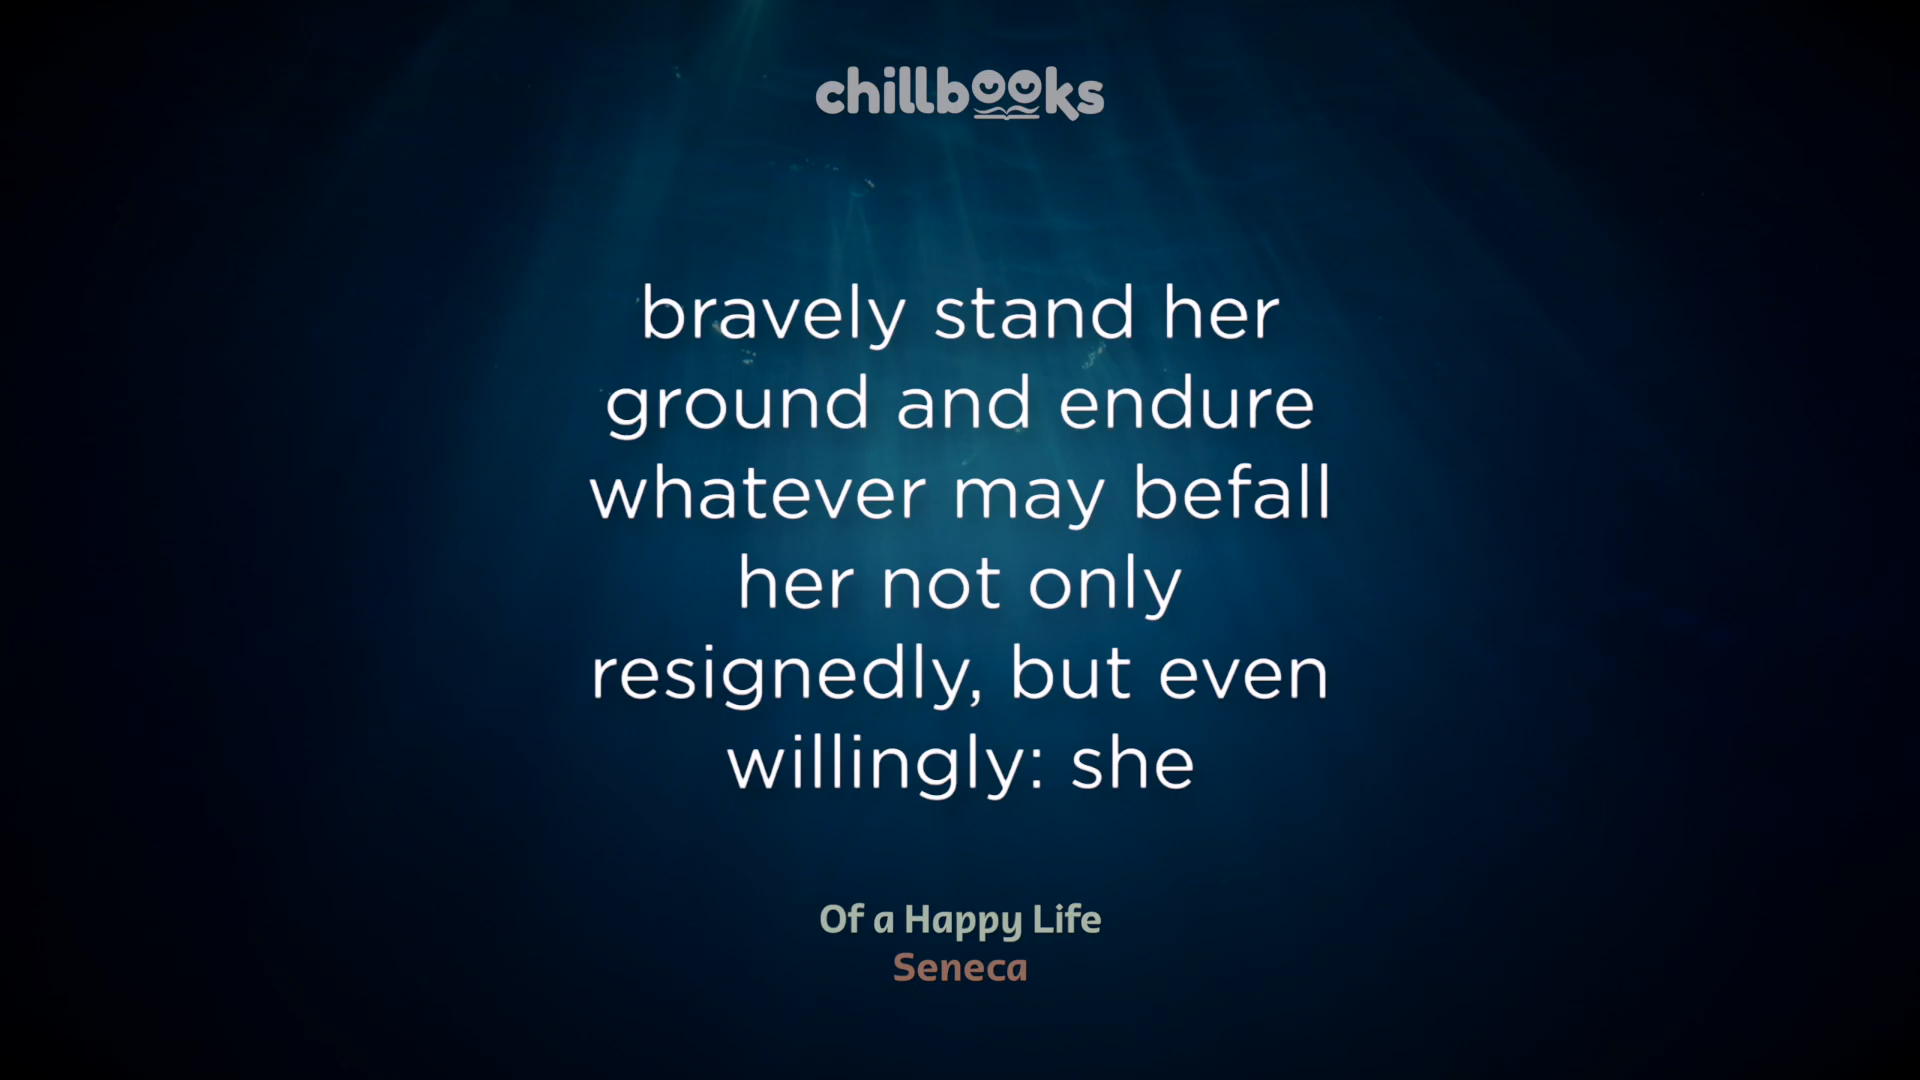 chillbooks
bravely stand her
ground and endure
whatever may befall
her not only
resignedly, but even
willingly: she
Of a Happy Life
Seneca